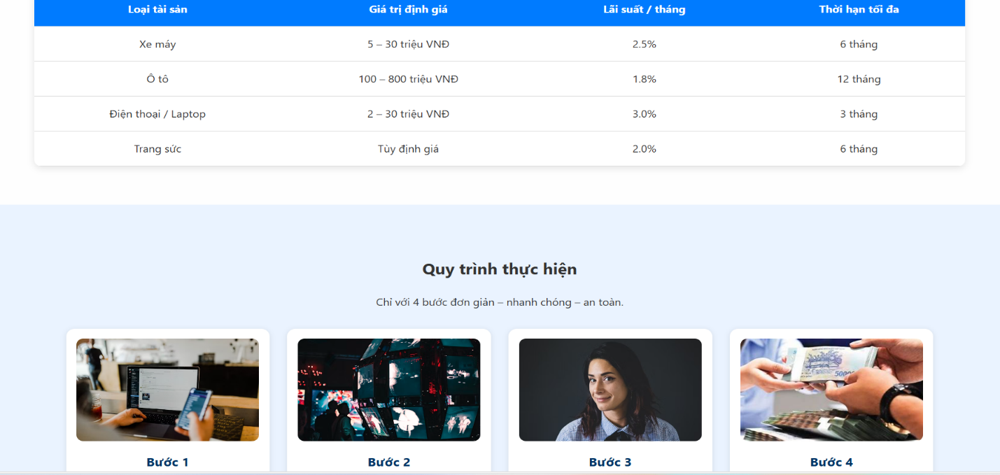 Loại tài sản Giá trị định giá Lãi suất / tháng Thời hạn tối đa
Xe máy 5 – 30 triệu VNĐ 2.5% 6 tháng
Ô tô 100 – 800 triệu VNĐ 1.8% 12 tháng
Điện thoại / Laptop 2 – 30 triệu VNĐ 3.0% 3 tháng
Trang sức Tùy định giá 2.0% 6 tháng
Quy trình thực hiện
Chỉ với 4 bước đơn giản – nhanh chóng – an toàn.
Bước 1 Bước 2 Bước 3 Bước 4